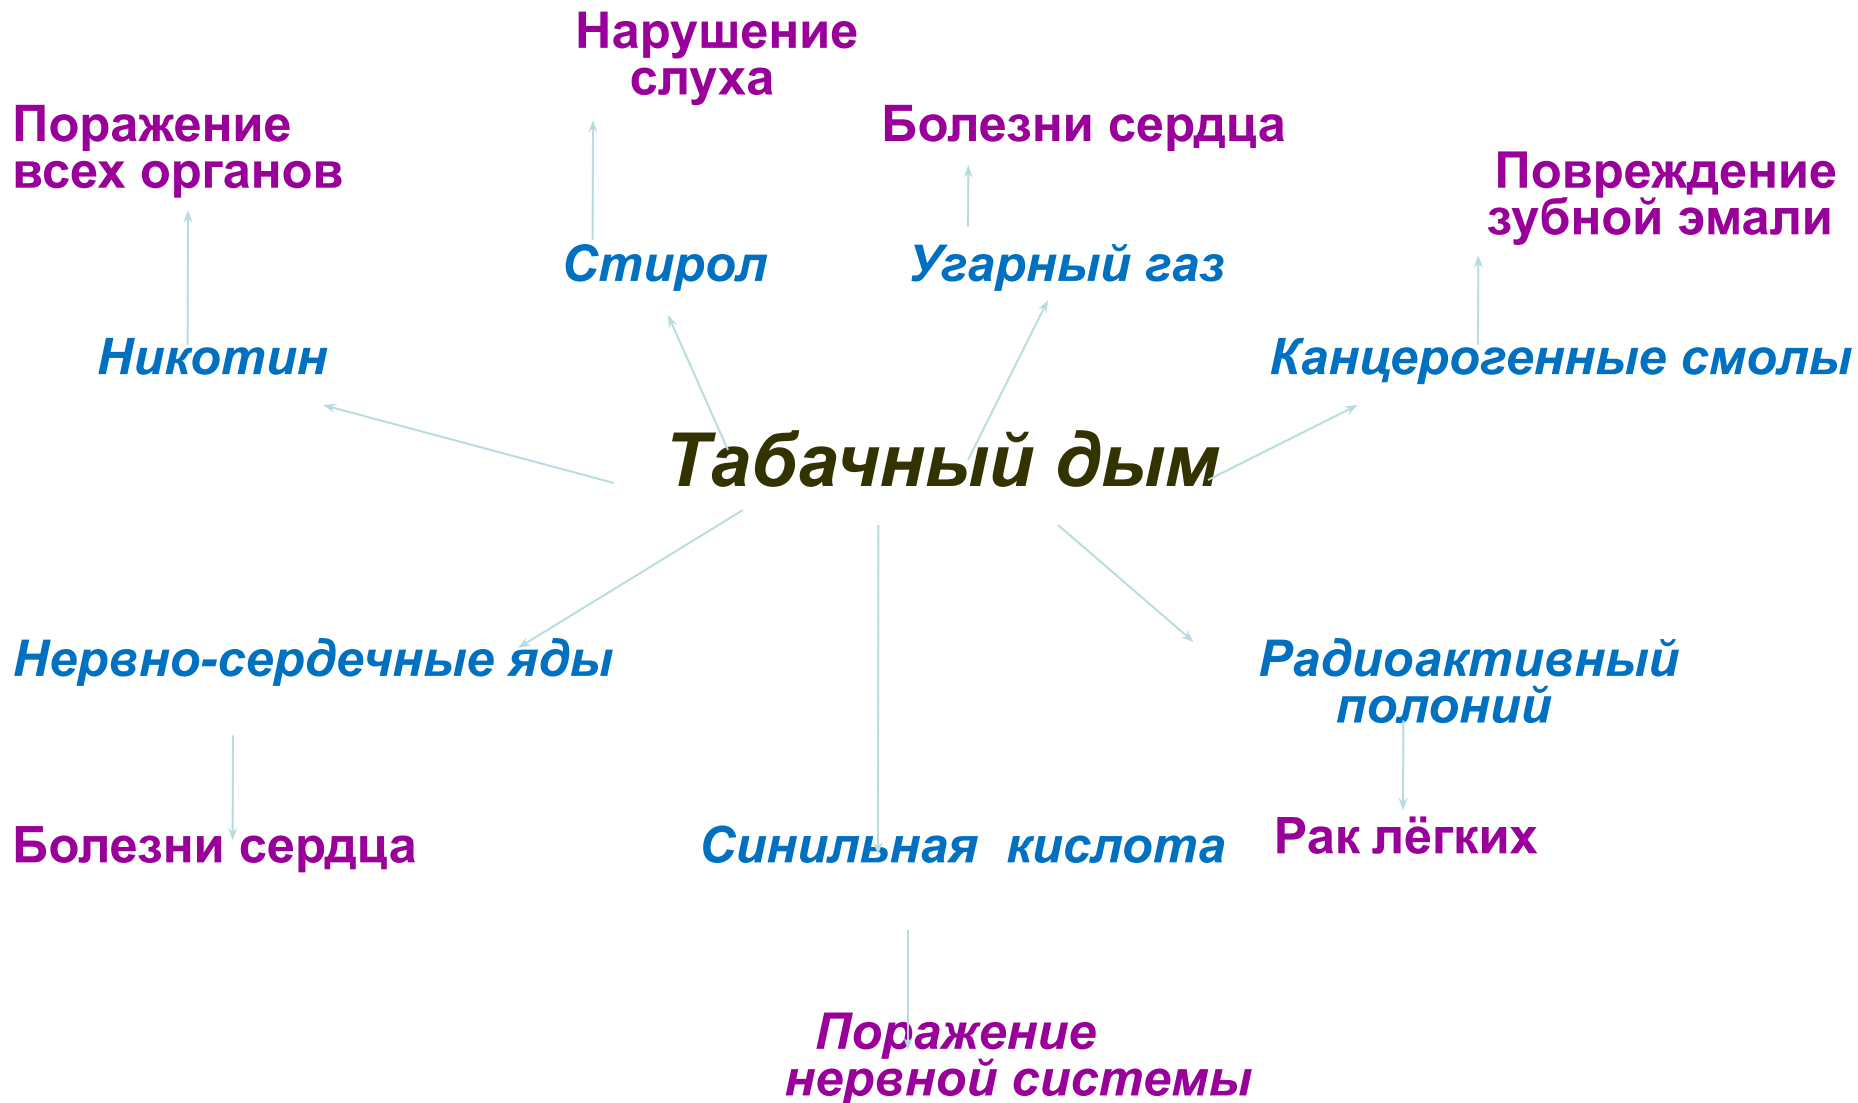 Нарушение
слуха
Поражение
всех органов
Болезни сердца
Повреждение
зубной эмали
Стирол
Угарный газ
Никотин
Канцерогенные смолы
Табачный дым
Нервно-сердечные яды
Радиоактивный
полоний
Болезни сердца
Синильная кислота
Рак лёгких
Поражение
нервной системы